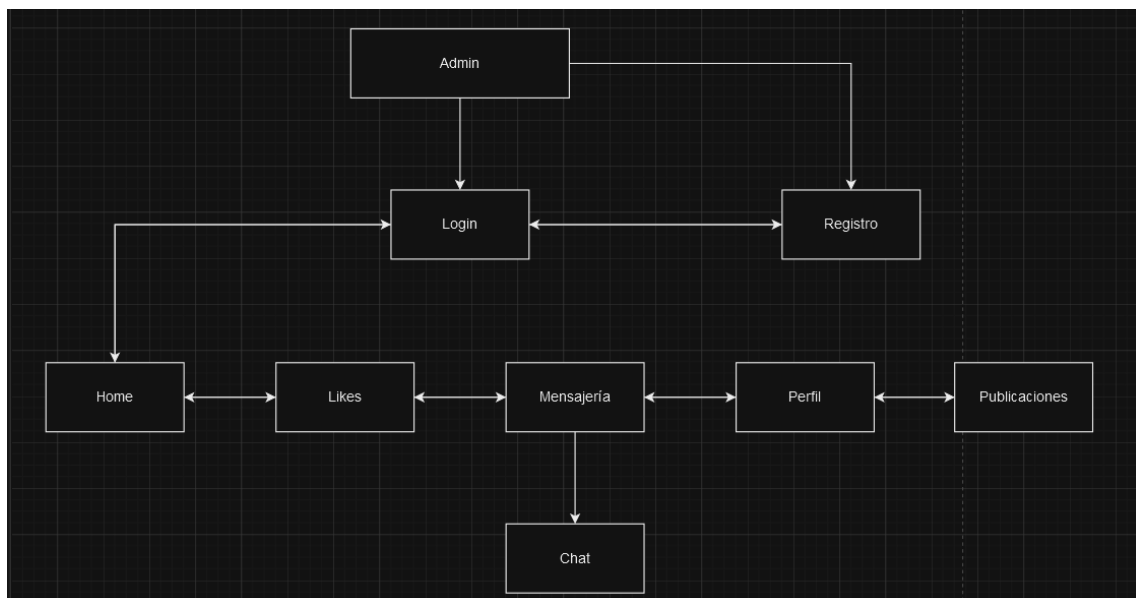 Admin
Login
Registro
Home
Likes
Mensajería
Perfil
Publicaciones
Chat